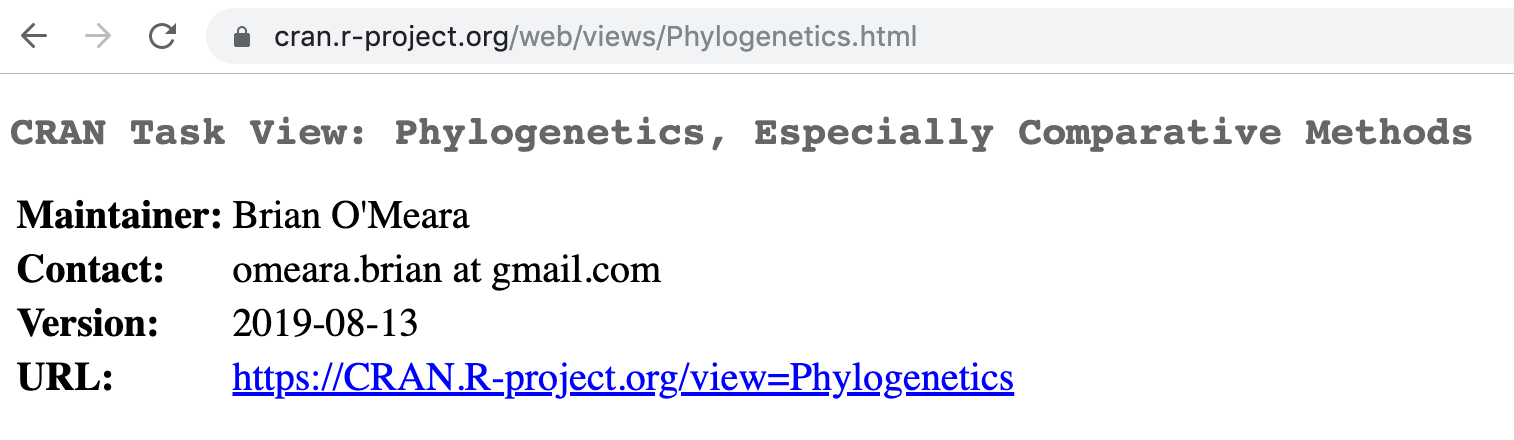 cran.r-project.org/web/views/Phylogenetics.html
CRAN Task View: Phylogenetics, Especially Comparative Methods
Maintainer: Brian O'Meara
Contact: omeara.brian at gmail.com
Version: 2019-08-13
URL: https://CRAN.R-project.org/view=Phylogenetics